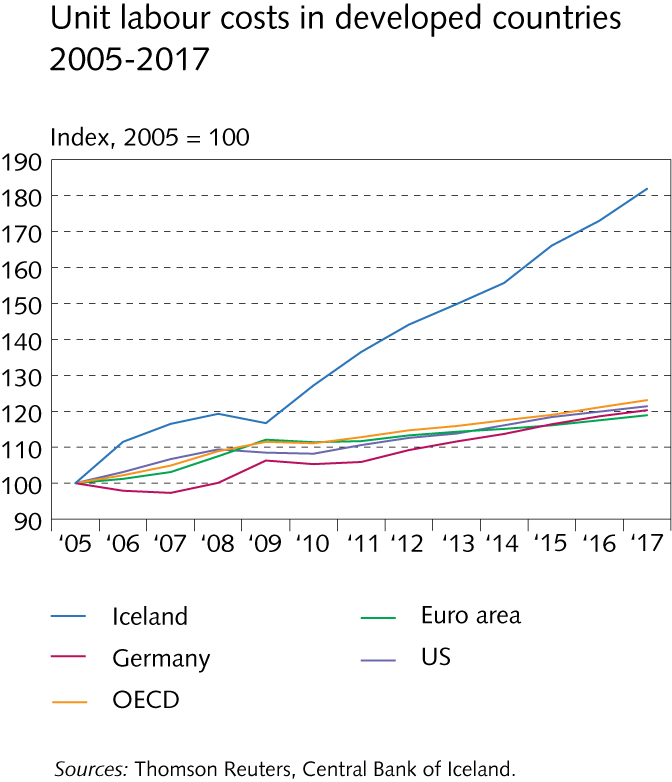 Unit labour costs in developed countries
2005-2017
Index, 2005 = 100
190
180
170
160
150
140
130
120
110
100
90
‘05 ‘06 ‘07 ‘08 ‘09 ‘10 ‘11 ‘12 ‘13 ‘14 ‘15 ‘16 ‘17
Iceland
Germany
OECD
Euro area
US
Sources: Thomson Reuters, Central Bank of Iceland.